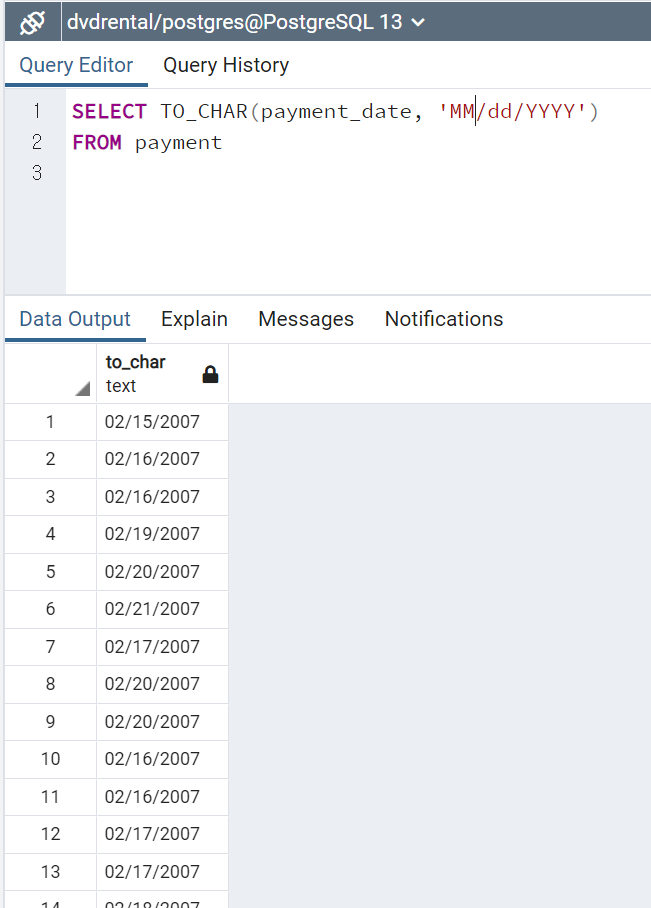 dvdrental/postgres@PostgreSQL 13
Query Editor Query History
1 SELECT TO_CHAR(payment_date, 'MM/dd/YYYY')
2 FROM payment
3
Data Output Explain Messages Notifications
to_char
text
1 02/15/2007
2 02/16/2007
3 02/16/2007
4 02/19/2007
5 02/20/2007
6 02/21/2007
7 02/17/2007
8 02/20/2007
9 02/20/2007
10 02/16/2007
11 02/16/2007
12 02/17/2007
13 02/17/2007
14 02/18/2007